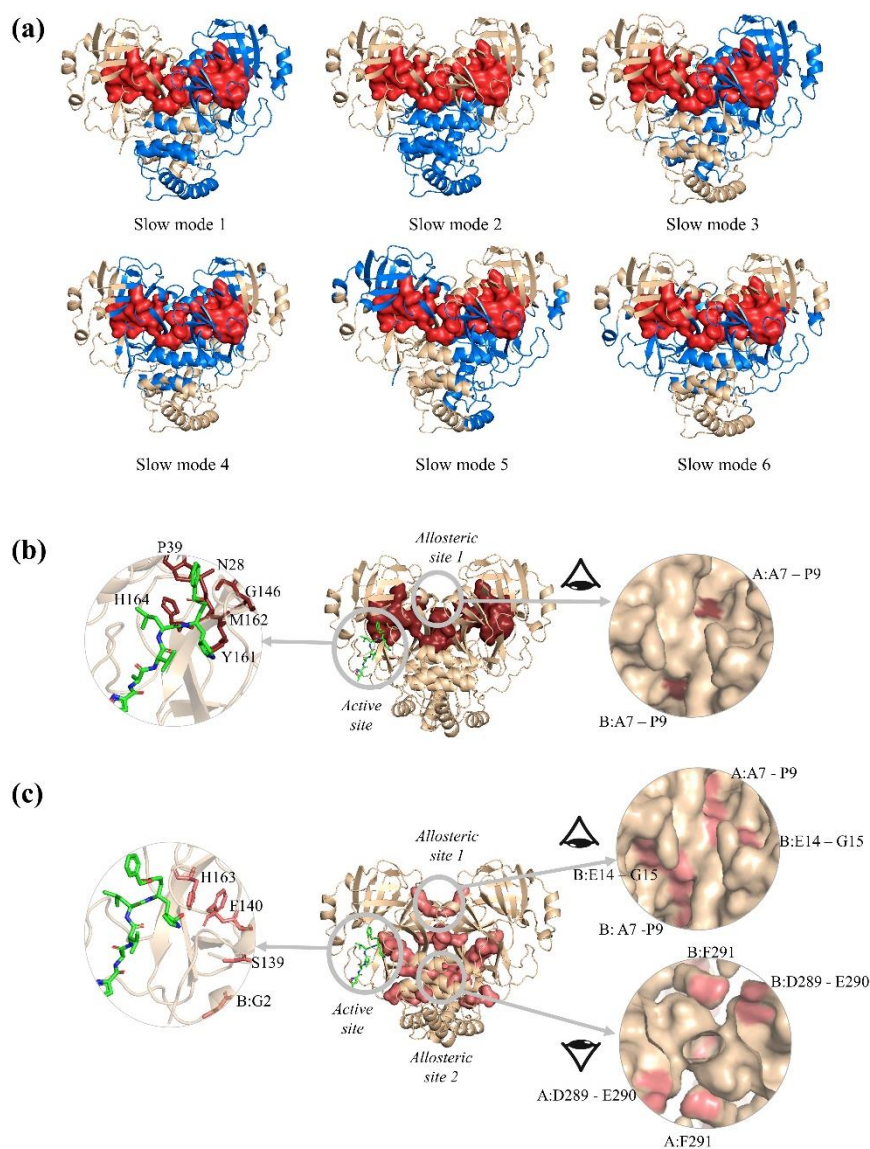 (a)
Slow mode 1
Slow mode 2
Slow mode 3
Slow mode 4
Slow mode 5
Slow mode 6
(b)
P39
N28
G146
H164
M162
Y161
Allosteric
site 1
Active
site
A:A7 – P9
B:A7 – P9
(c)
H163
F140
S139
B:G2
Allosteric
site 1
Active
site
Allosteric
site 2
A:A7 - P9
B:E14 – G15
B:E14 – G15
B: A7 -P9
B:F291
B:D289 - E290
A:D289 - E290
A:F291